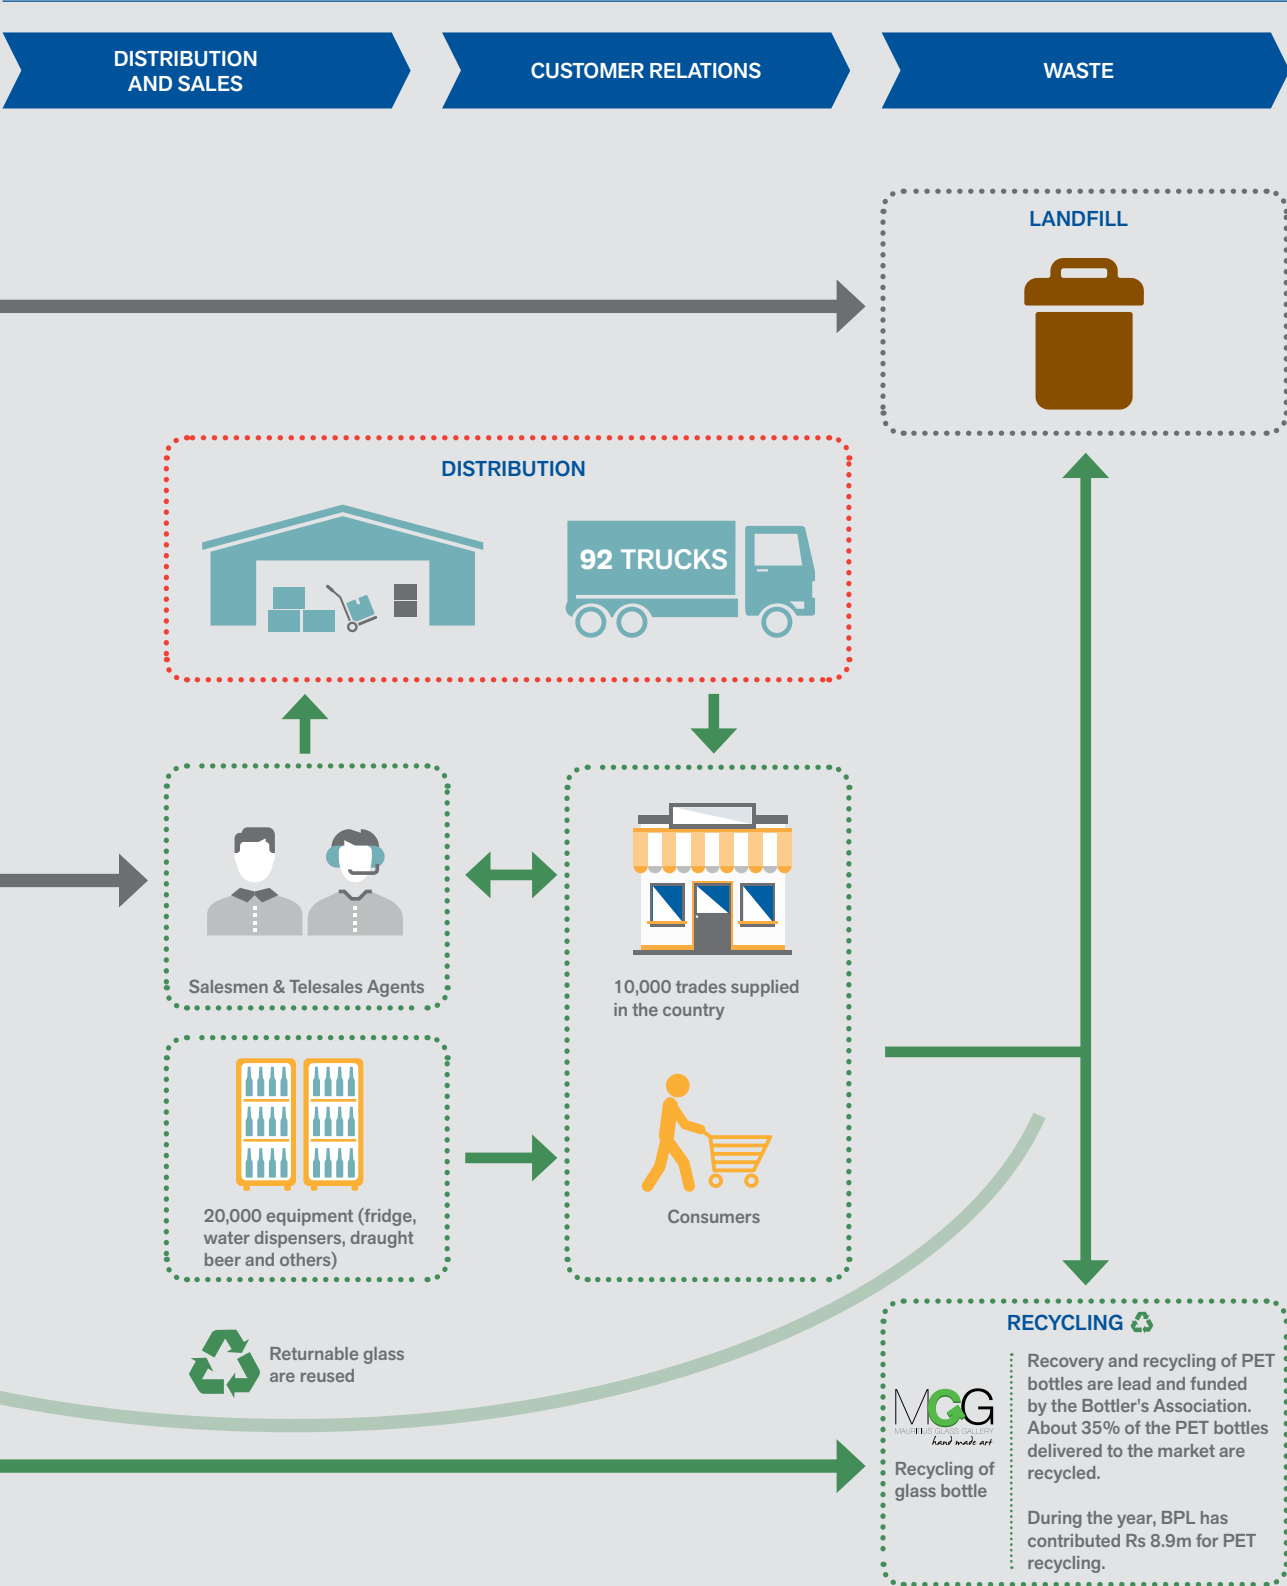 DISTRIBUTION
AND SALES
CUSTOMER RELATIONS
WASTE
LANDFILL
DISTRIBUTION
92 TRUCKS
Salesmen & Telesales Agents
10,000 trades supplied
in the country
20,000 equipment (fridge,
water dispensers, draught
beer and others)
Consumers
Returnable glass
are reused
RECYCLING
MGG
MAURITIUS GLASS GALLERY
hand made art
Recycling of
glass bottle
Recovery and recycling of PET
bottles are lead and funded
by the Bottler's Association.
About 35% of the PET bottles
delivered to the market are
recycled.
During the year, BPL has
contributed Rs 8.9m for PET
recycling.